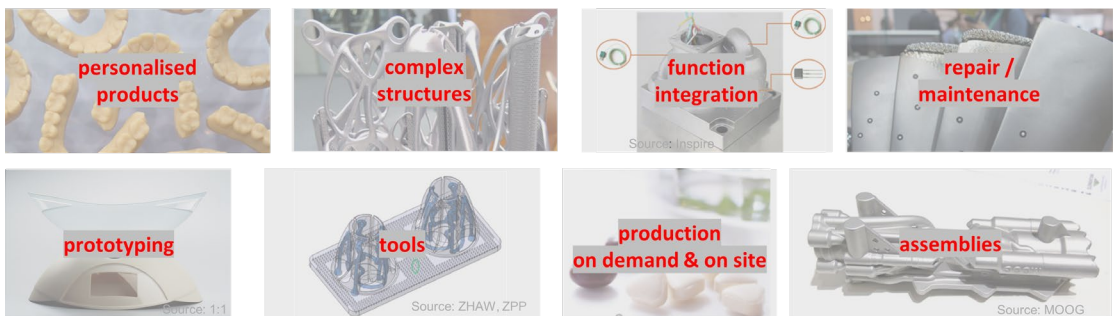 personalised
products
complex
structures
function
integration
Source: Inspire
repair /
maintenance
prototyping
Source: 1:1
tools
Source: ZHAW, ZPP
production
on demand & on site
assemblies
Source: MOOG